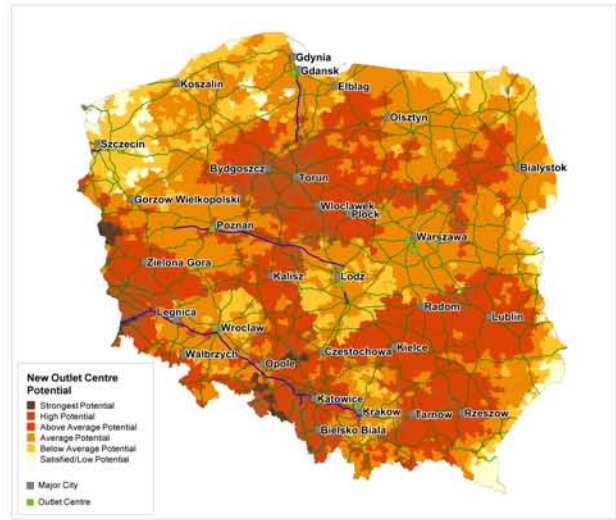 Gdynia
Gdansk
Koszalin
Elblag
Olsztyn
Szczecin
Bydgoszcz
Bialystok
Torun
Gorzow Wielkopolski
Wloclawek
Plock
Poznan
Warszawa
Zielona Gora
Kalisz
Lodz
Legnica
Radom
Lublin
Wroclaw
Walbrzych
Czestochowa
Kielce
Opole
Katowice
Krakow
Tarnow
Rzeszow
Bielsko Biala
New Outlet Centre
Potential
Strongest Potential
High Potential
Above Average Potential
Average Potential
Below Average Potential
Satisfied/Low Potential
Major City
Outlet Centre